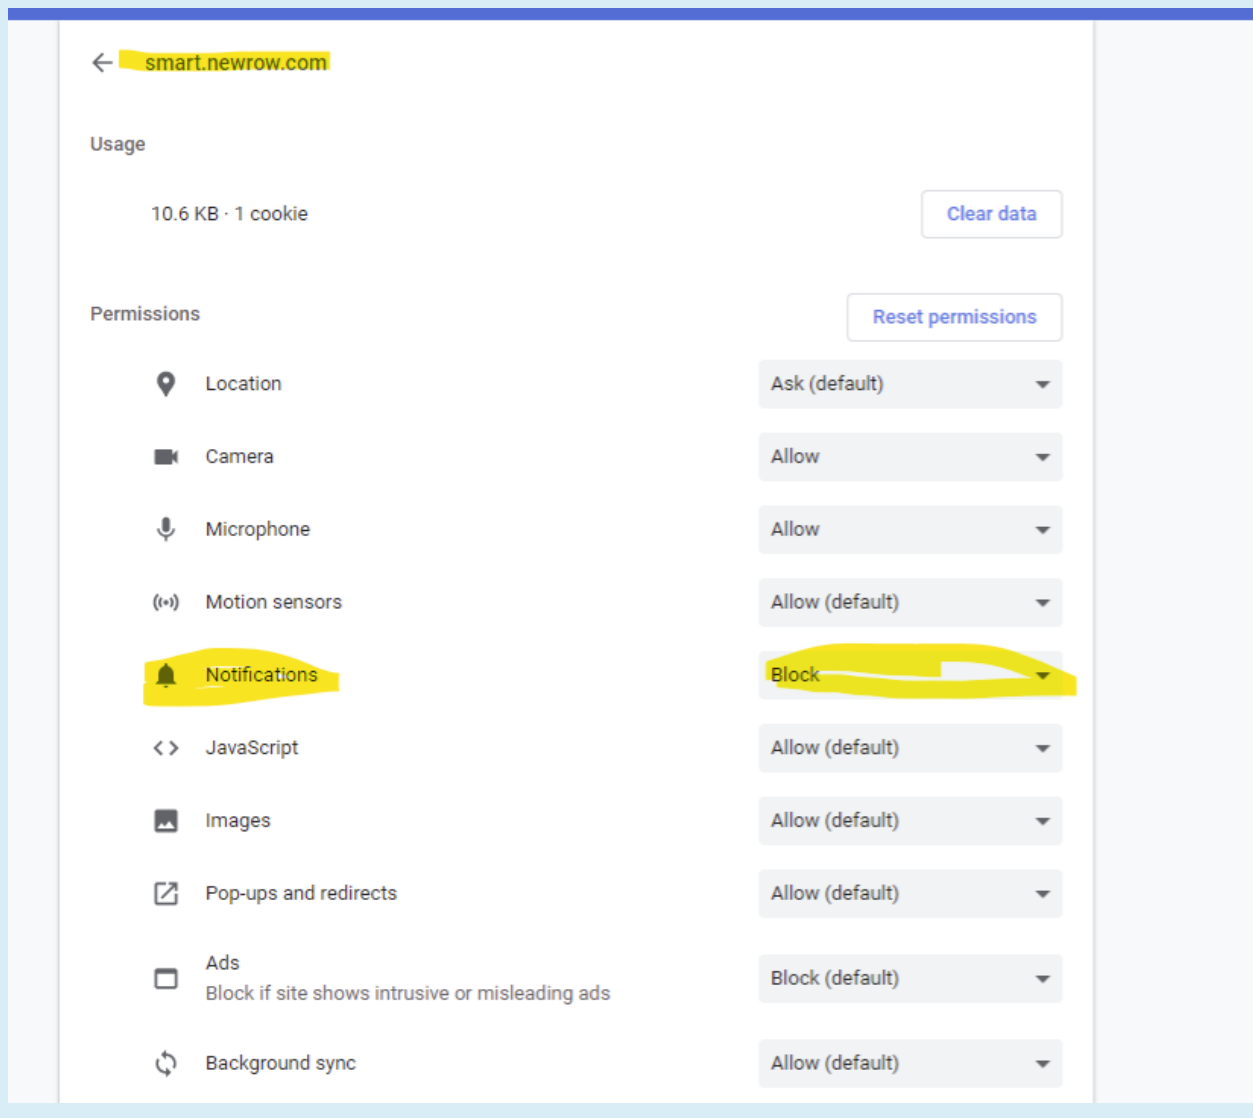 smart.newrow.com
Usage
10.6 KB · 1 cookie
Clear data
Permissions
Reset permissions
Location
Ask (default)
Camera
Allow
Microphone
Allow
Motion sensors
Allow (default)
Notifications
Block
JavaScript
Allow (default)
Images
Allow (default)
Pop-ups and redirects
Allow (default)
Ads
Block if site shows intrusive or misleading ads
Block (default)
Background sync
Allow (default)